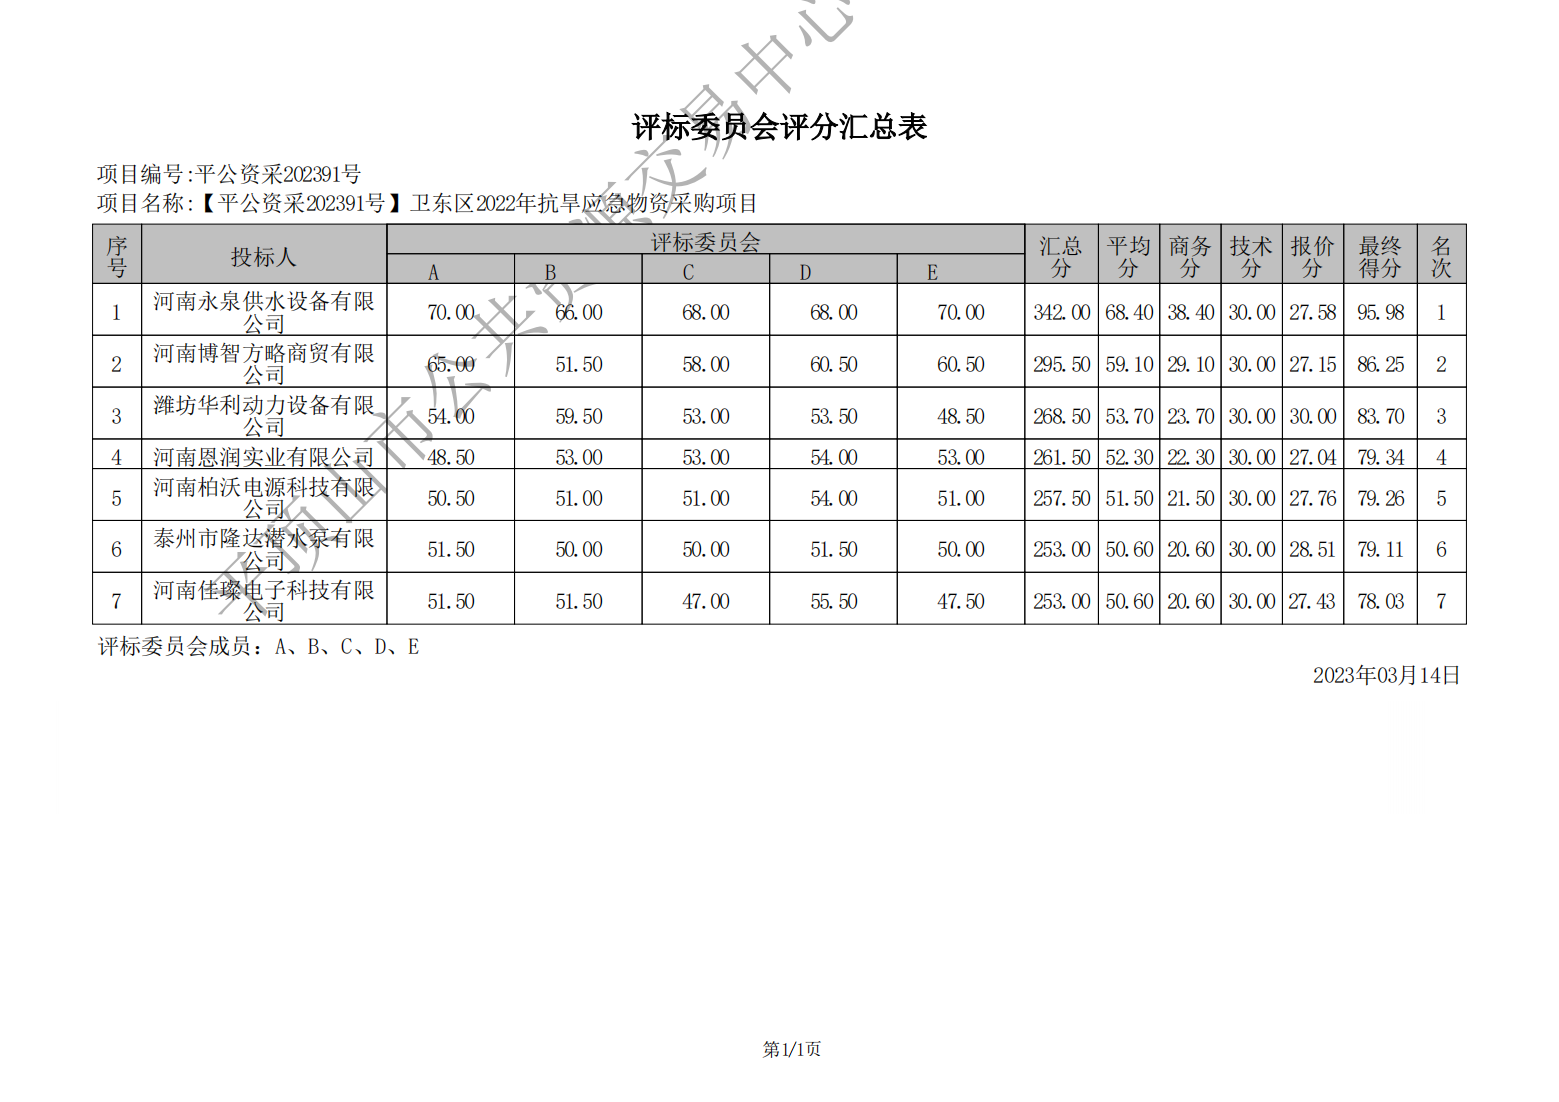 评标委员会评分汇总表
项目编号:平公资采202391号
项目名称:【平公资采202391号】卫东区2022年抗旱应急物资采购项目
序号 投标人 评标委员会 汇总分 平均分 商务分 技术分 报价分 最终得分 名次
A B C D E
1 河南永泉供水设备有限公司 70.00 66.00 68.00 68.00 70.00 342.00 68.40 38.40 30.00 27.58 95.98 1
2 河南博智方略商贸有限公司 65.00 51.50 58.00 60.50 60.50 295.50 59.10 29.10 30.00 27.15 86.25 2
3 潍坊华利动力设备有限公司 54.00 59.50 53.00 53.50 48.50 268.50 53.70 23.70 30.00 30.00 83.70 3
4 河南恩润实业有限公司 48.50 53.00 53.00 54.00 53.00 261.50 52.30 22.30 30.00 27.04 79.34 4
5 河南柏沃电源科技有限公司 50.50 51.00 51.00 54.00 51.00 257.50 51.50 21.50 30.00 27.76 79.26 5
6 泰州市隆达潜水泵有限公司 51.50 50.00 50.00 51.50 50.00 253.00 50.60 20.60 30.00 28.51 79.11 6
7 河南佳璨电子科技有限公司 51.50 51.50 47.00 55.50 47.50 253.00 50.60 20.60 30.00 27.43 78.03 7
评标委员会成员：A、B、C、D、E
2023年03月14日
第1/1页
平顶山市公共资源交易中心